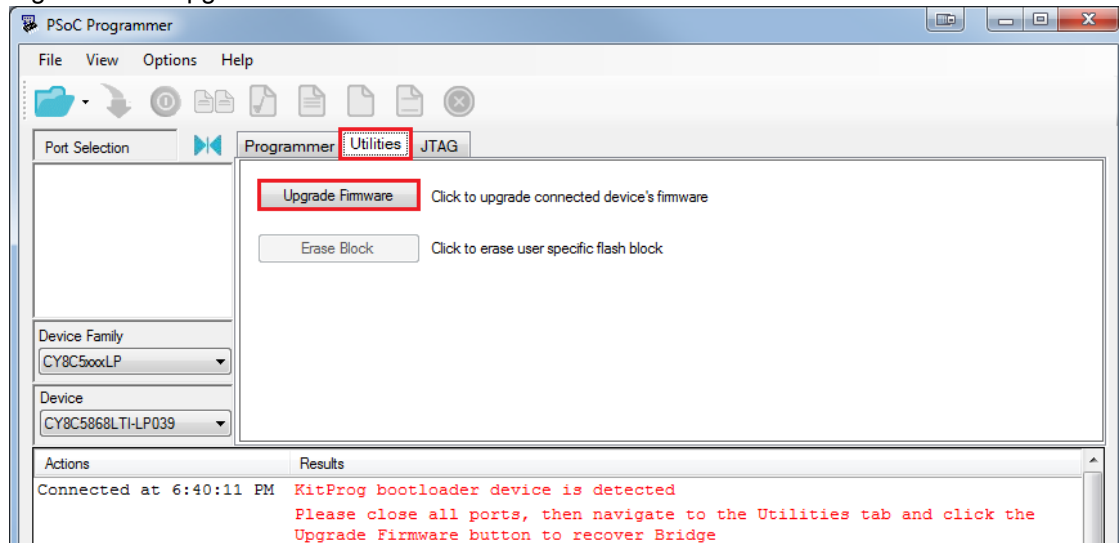 PSoC Programmer
File View Options Help
Port Selection
Programmer Utilities JTAG
Upgrade Firmware Click to upgrade connected device's firmware
Erase Block Click to erase user specific flash block
Device Family
CY8C5xxxLP
Device
CY8C5868LTI-LP039
Actions Results
Connected at 6:40:11 PM KitProg bootloader device is detected
Please close all ports, then navigate to the Utilities tab and click the
Upgrade Firmware button to recover Bridge